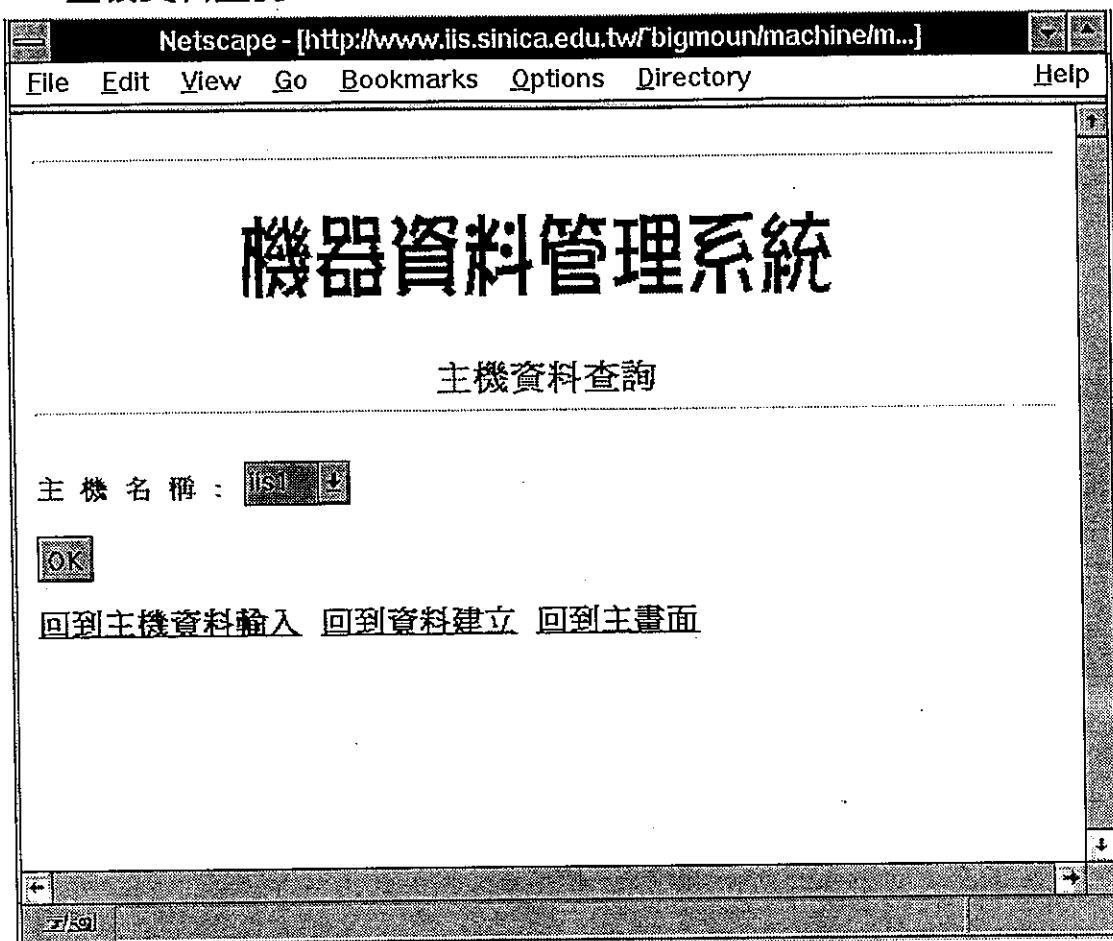 Netscape - [http://www.iis.sinica.edu.tw/~bigmoun/machine/m...]
File Edit View Go Bookmarks Options Directory Help
機器資料管理系統
主機資料查詢
主機名稱: iis1
OK
回到主機資料輸入 回到資料建立 回到主畫面